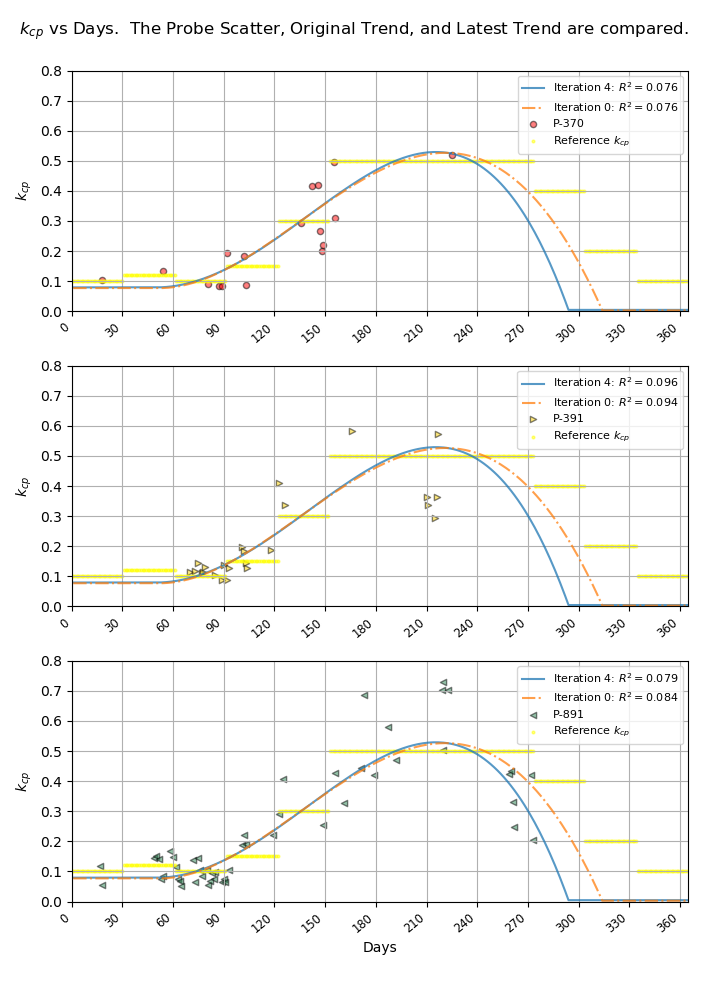 k_cp vs Days.  The Probe Scatter, Original Trend, and Latest Trend are compared.
0.8
0.7
0.6
0.5
0.4
0.3
0.2
0.1
0.0
k_cp
Iteration 4: R² = 0.076
Iteration 0: R² = 0.076
P-370
Reference k_cp
0 30 60 90 120 150 180 210 240 270 300 330 360
0.8
0.7
0.6
0.5
0.4
0.3
0.2
0.1
0.0
k_cp
Iteration 4: R² = 0.096
Iteration 0: R² = 0.094
P-391
Reference k_cp
0 30 60 90 120 150 180 210 240 270 300 330 360
0.8
0.7
0.6
0.5
0.4
0.3
0.2
0.1
0.0
k_cp
Iteration 4: R² = 0.079
Iteration 0: R² = 0.084
P-891
Reference k_cp
0 30 60 90 120 150 180 210 240 270 300 330 360
Days